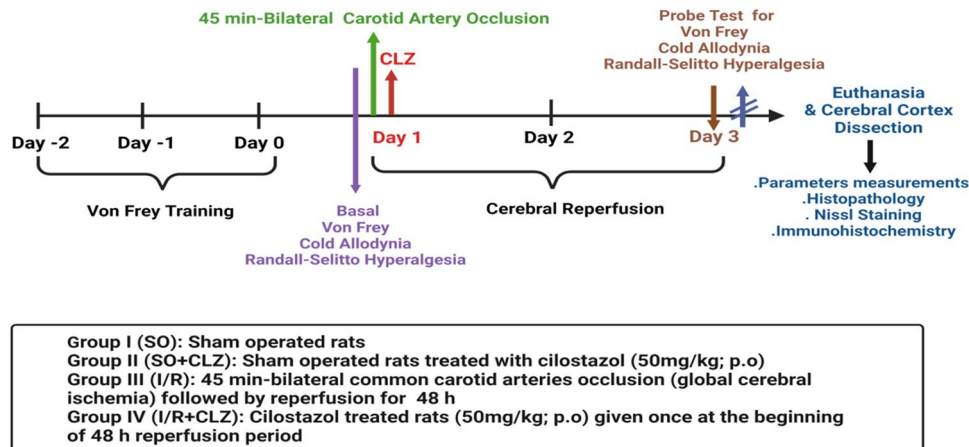 45 min-Bilateral Carotid Artery Occlusion
CLZ
Probe Test for
Von Frey
Cold Allodynia
Randall-Selitto Hyperalgesia
Day -2
Day -1
Day 0
Day 1
Day 2
Day 3
Euthanasia
& Cerebral Cortex
Dissection
Von Frey Training
Basal
Von Frey
Cold Allodynia
Randall-Selitto Hyperalgesia
Cerebral Reperfusion
.Parameters measurements
.Histopathology
. Nissl Staining
.Immunohistochemistry
Group I (SO): Sham operated rats
Group II (SO+CLZ): Sham operated rats treated with cilostazol (50mg/kg; p.o)
Group III (I/R): 45 min-bilateral common carotid arteries occlusion (global cerebral
ischemia) followed by reperfusion for 48 h
Group IV (I/R+CLZ): Cilostazol treated rats (50mg/kg; p.o) given once at the beginning
of 48 h reperfusion period